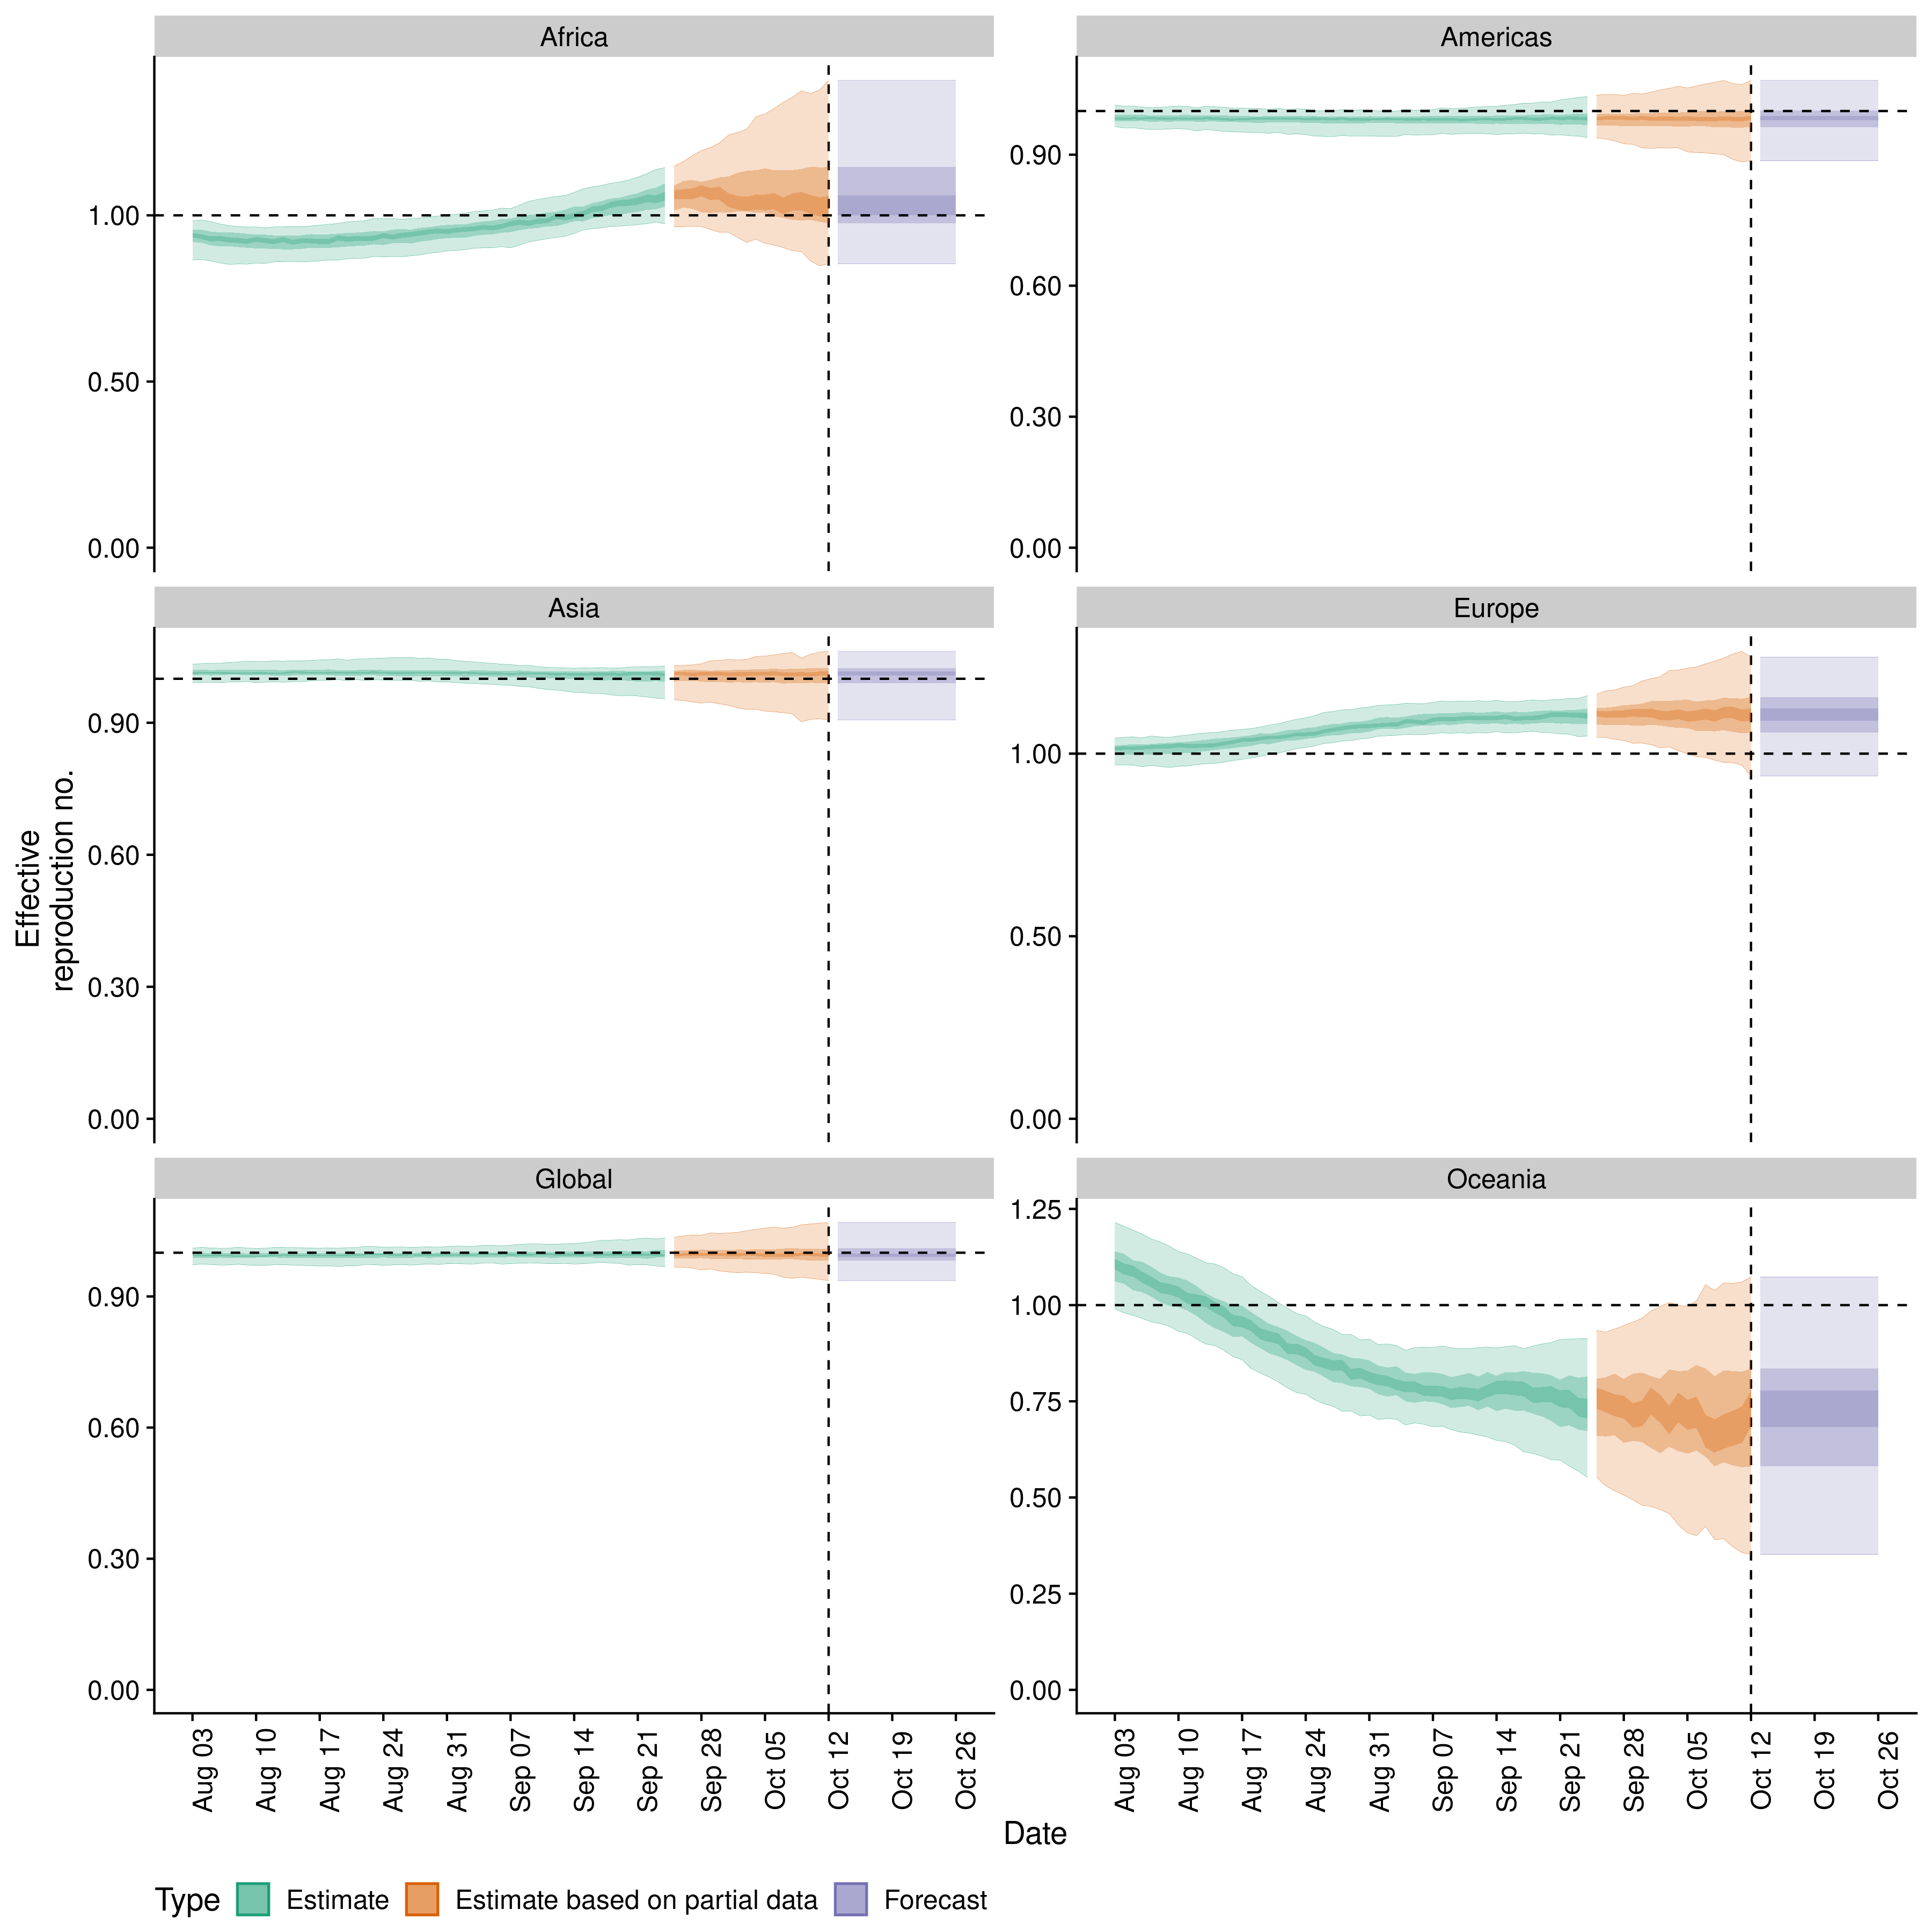 Africa
Americas
1.00
0.50
0.00
0.90
0.60
0.30
0.00
Asia
Europe
0.90
0.60
0.30
0.00
1.00
0.50
0.00
Effective
reproduction no.
Global
Oceania
0.90
0.60
0.30
0.00
1.25
1.00
0.75
0.50
0.25
0.00
Aug 03
Aug 10
Aug 17
Aug 24
Aug 31
Sep 07
Sep 14
Sep 21
Sep 28
Oct 05
Oct 12
Oct 19
Oct 26
Aug 03
Aug 10
Aug 17
Aug 24
Aug 31
Sep 07
Sep 14
Sep 21
Sep 28
Oct 05
Oct 12
Oct 19
Oct 26
Date
Type Estimate Estimate based on partial data Forecast